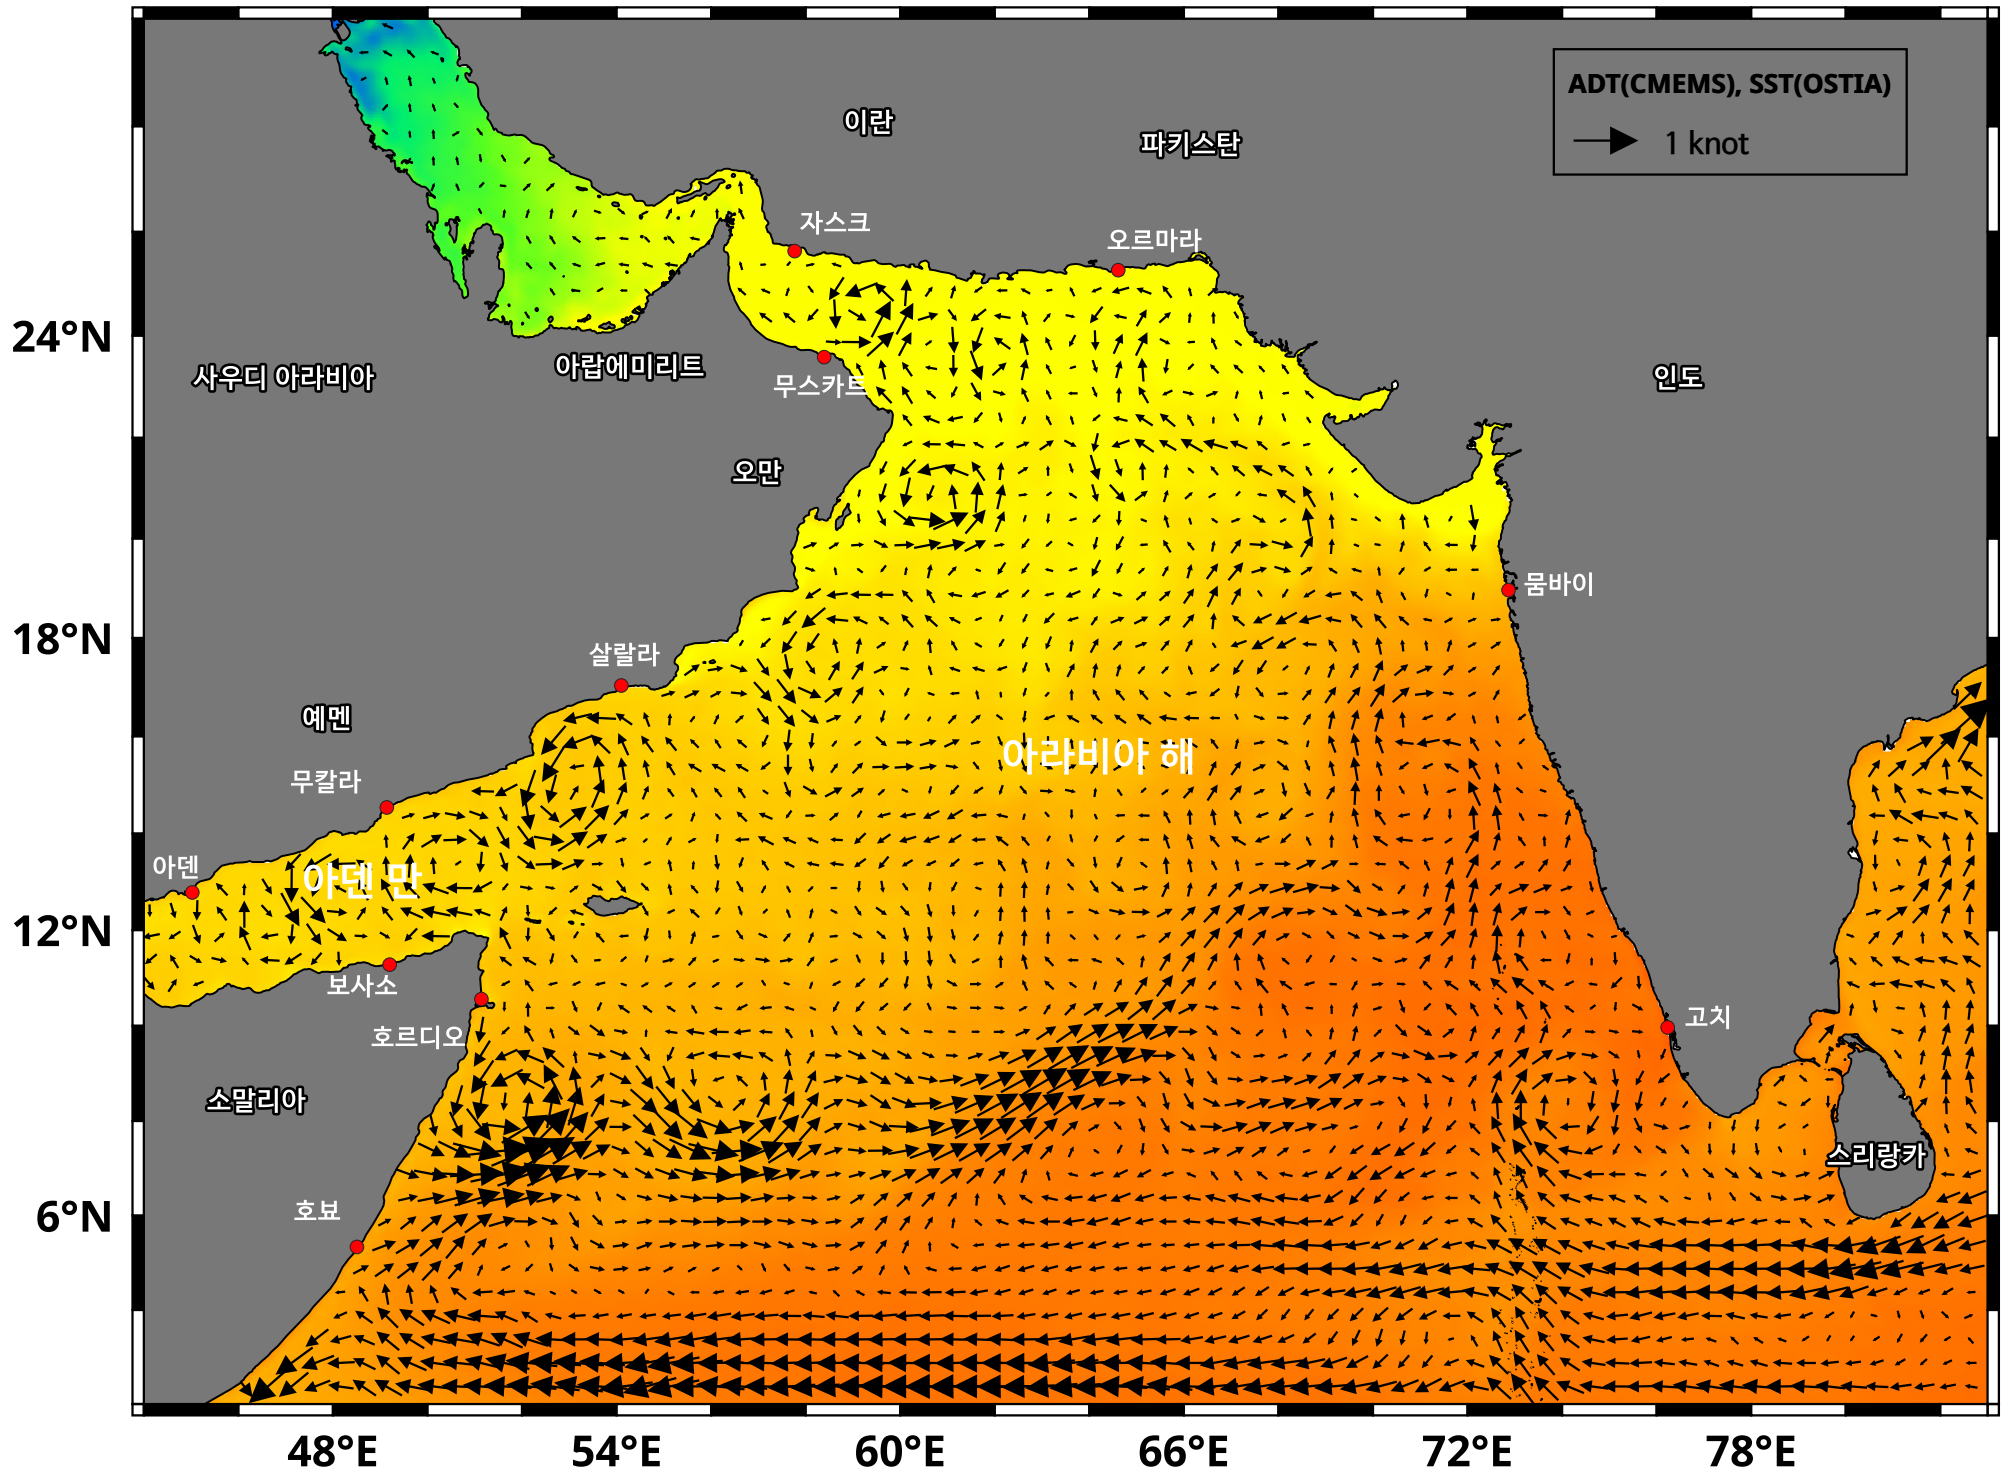 ADT(CMEMS), SST(OSTIA)
1 knot
이란
파키스탄
자스크
오르마라
24°N
사우디 아라비아
아랍에미리트
무스카트
인도
오만
뭄바이
18°N
살랄라
예멘
아라비아 해
무칼라
아덴
아덴 만
12°N
보사소
호르디오
고치
소말리아
스리랑카
6°N
호뵤
48°E
54°E
60°E
66°E
72°E
78°E